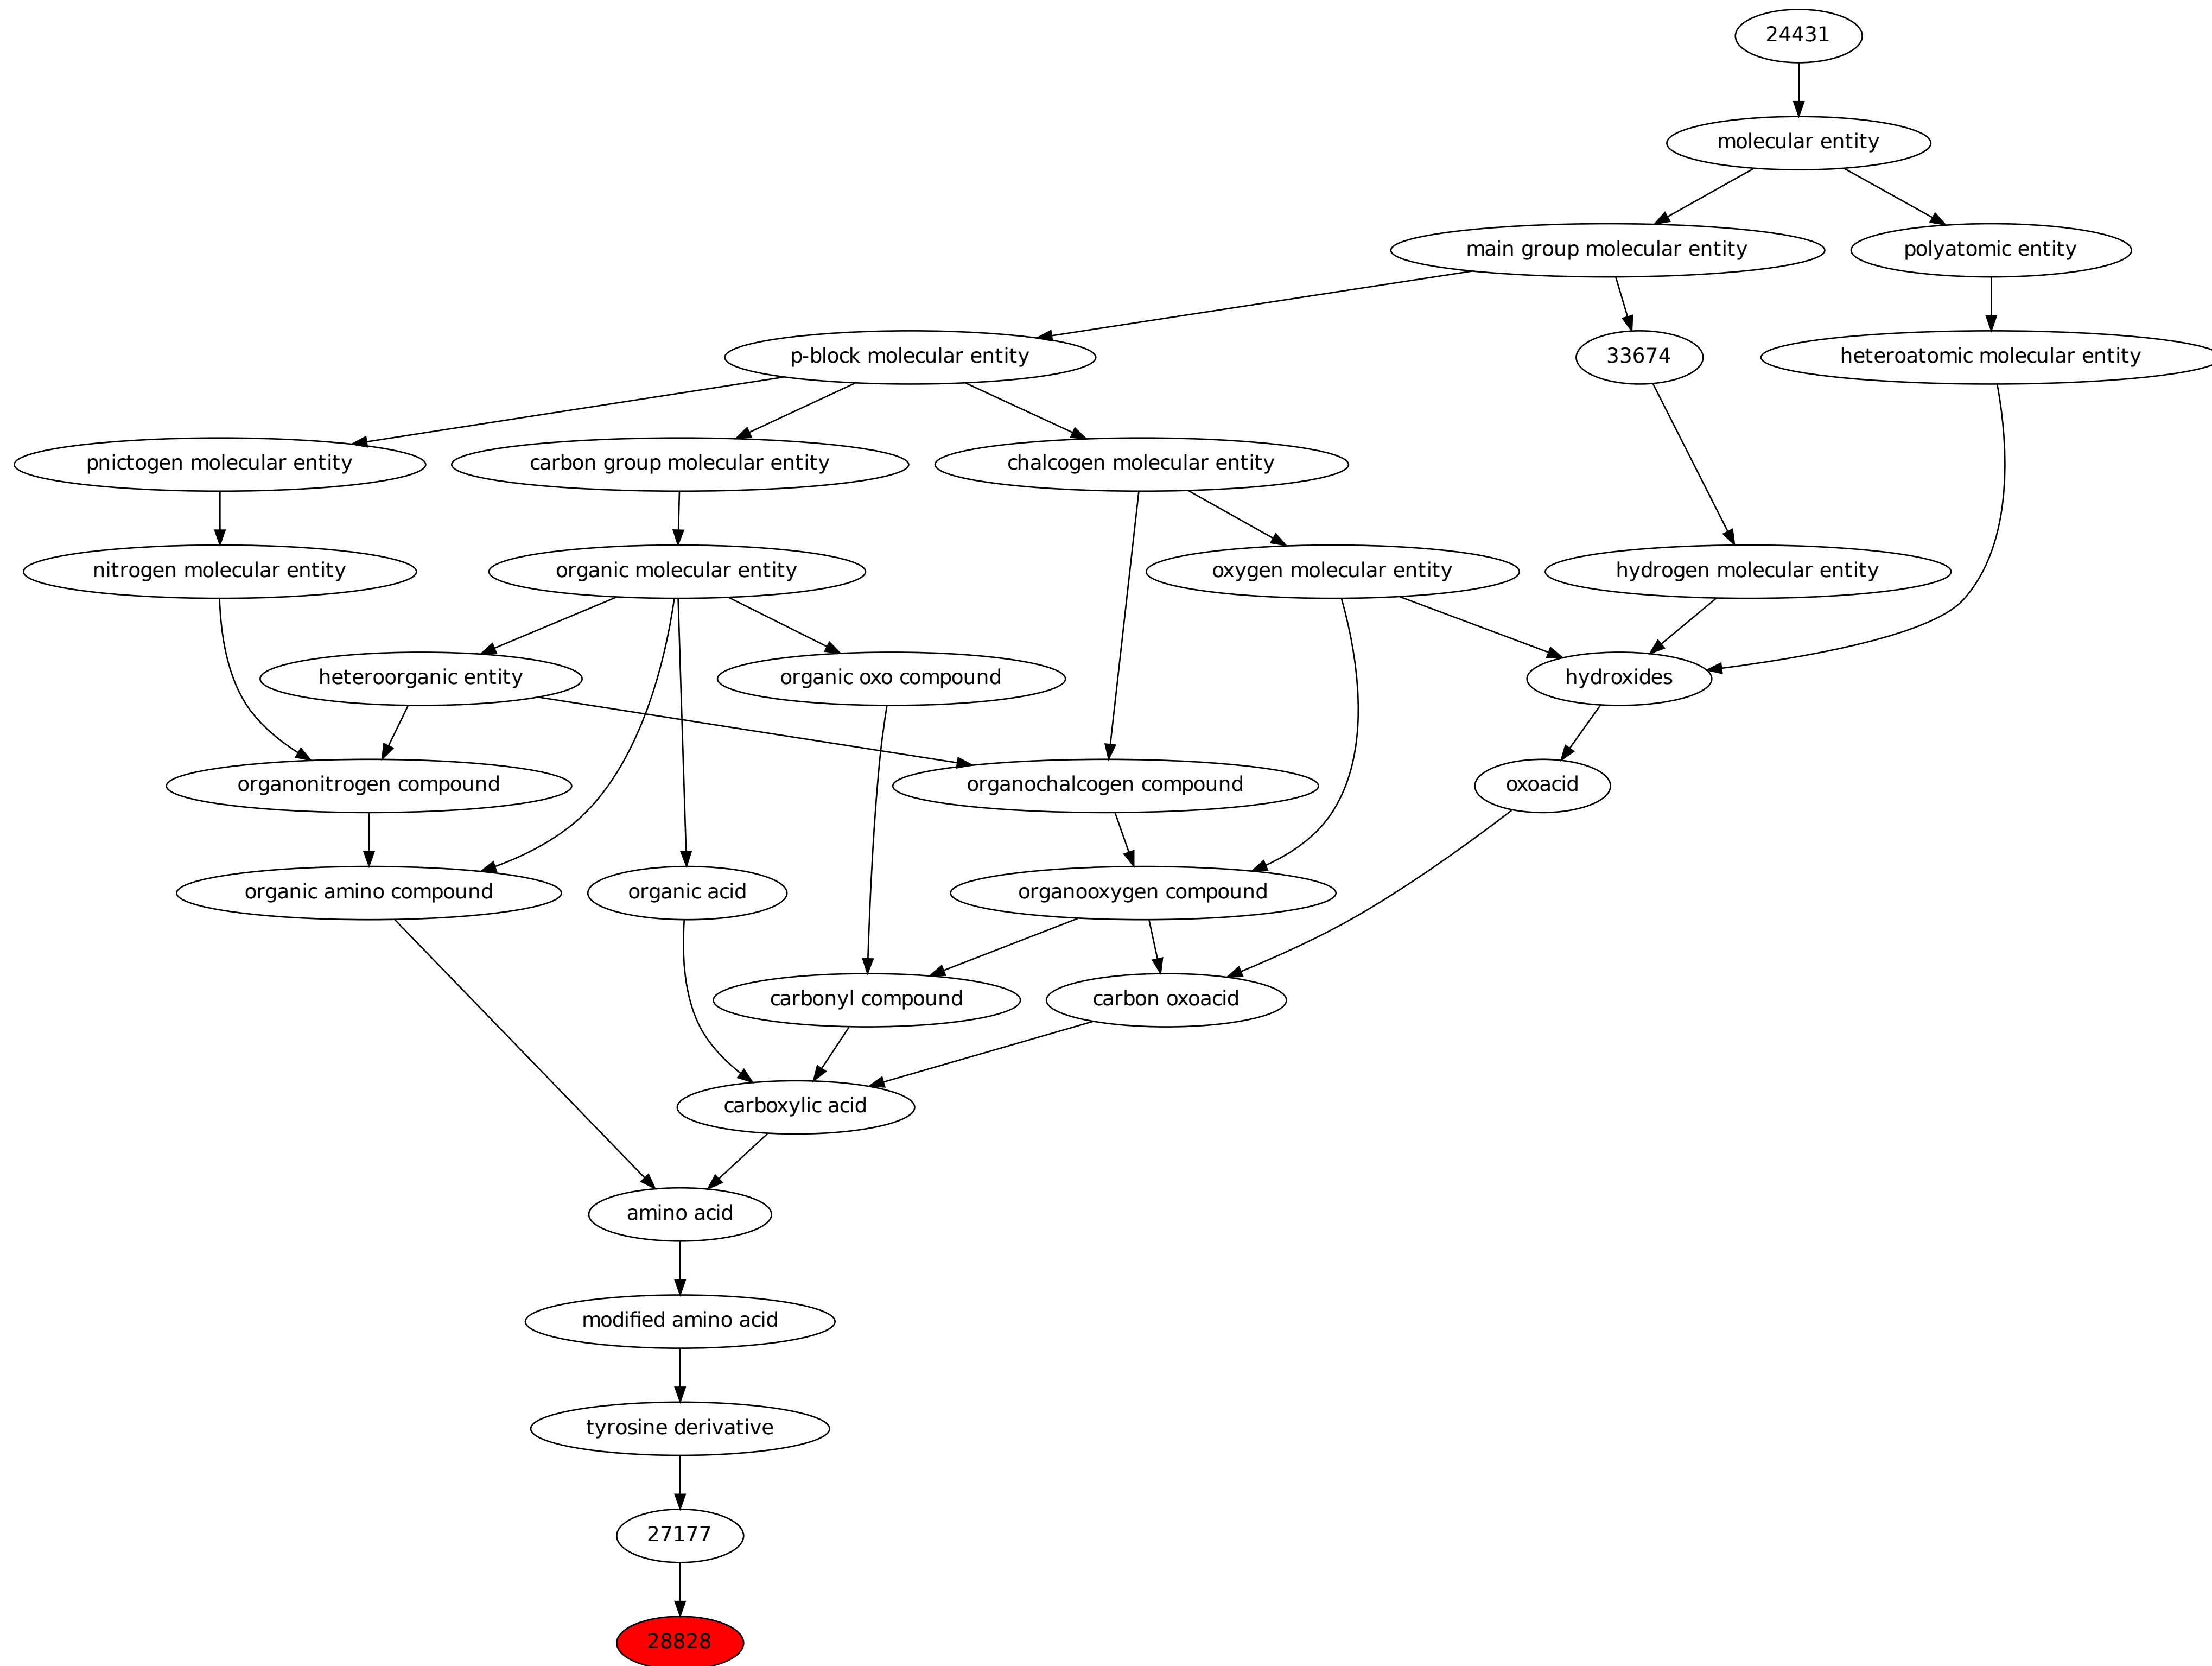 24431
molecular entity
main group molecular entity
polyatomic entity
p-block molecular entity
33674
heteroatomic molecular entity
pnictogen molecular entity
carbon group molecular entity
chalcogen molecular entity
nitrogen molecular entity
organic molecular entity
oxygen molecular entity
hydrogen molecular entity
heteroorganic entity
organic oxo compound
hydroxides
organonitrogen compound
organochalcogen compound
oxoacid
organic amino compound
organic acid
organooxygen compound
carbonyl compound
carbon oxoacid
carboxylic acid
amino acid
modified amino acid
tyrosine derivative
27177
28828